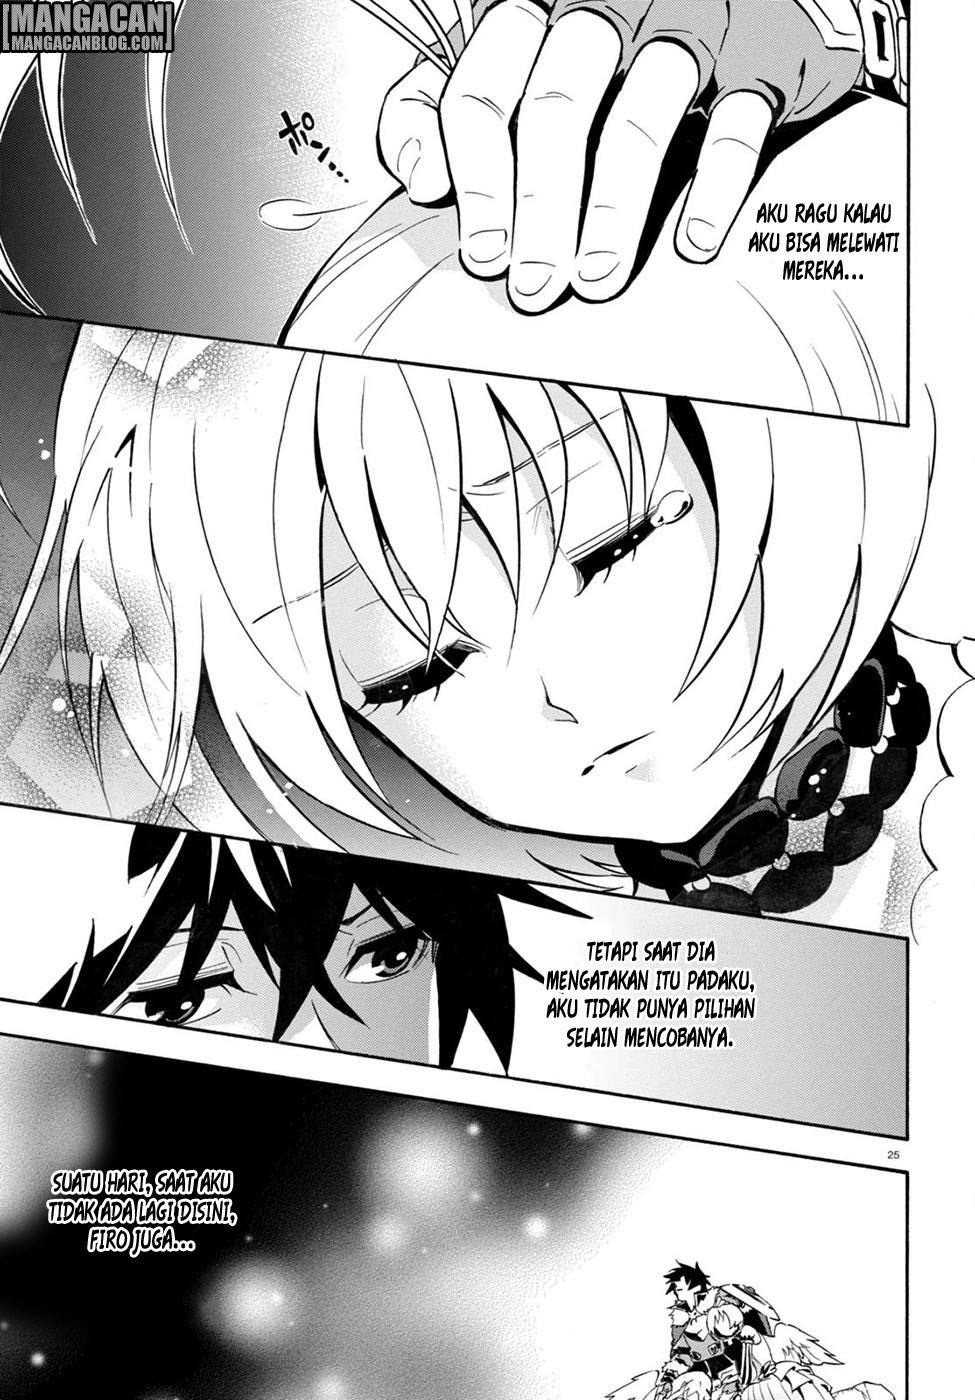 MANGACAN
MANGACANBLOG.COM
ポトン…
AKU RAGU KALAU
AKU BISA MELEWATI
MEREKA...
TETAPI SAAT DIA
MENGATAKAN ITU PADAKU,
AKU TIDAK PUNYA PILIHAN
SELAIN MENCOBANYA.
25
SUATU HARI, SAAT AKU
TIDAK ADA LAGI DISINI,
FIRO JUGA...